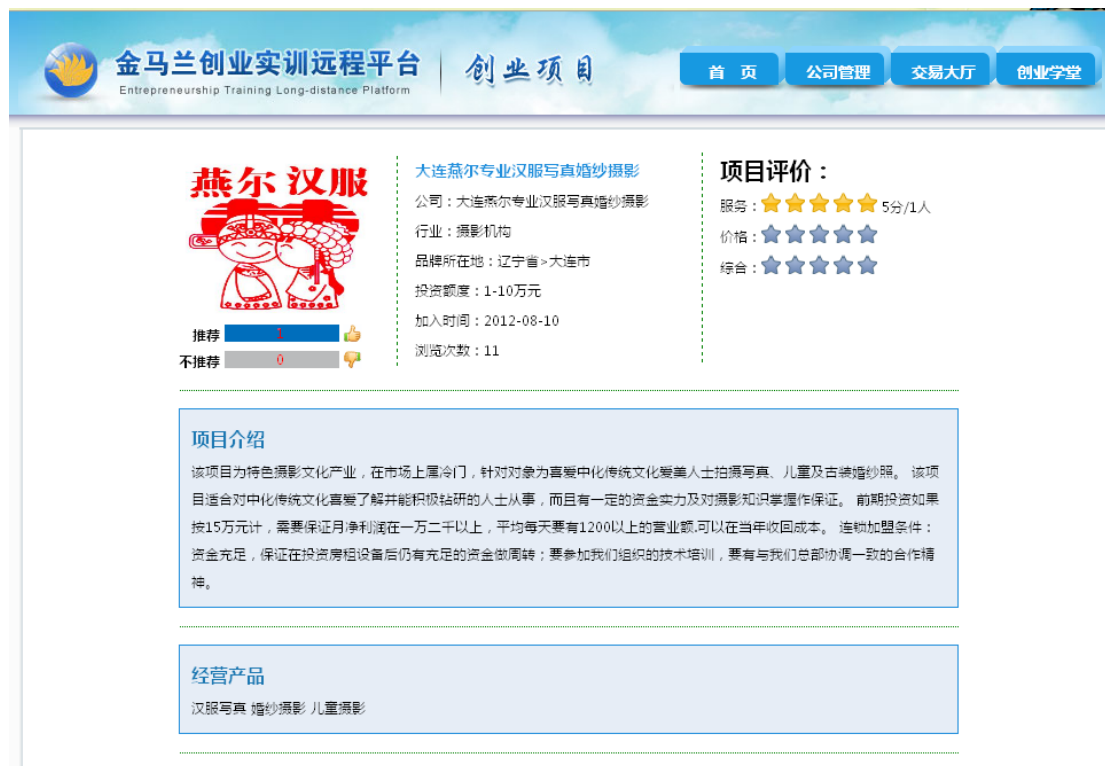 金马兰创业实训远程平台
Entrepreneurship Training Long-distance Platform
创业项目
首 页
公司管理
交易大厅
创业学堂
燕尔 汉服
推荐 1
不推荐 0
大连燕尔专业汉服写真婚纱摄影
公司：大连燕尔专业汉服写真婚纱摄影
行业：摄影机构
品牌所在地：辽宁省>大连市
投资额度：1-10万元
加入时间：2012-08-10
浏览次数：11
项目评价：
服务： 5分/1人
价格：
综合：
项目介绍
该项目为特色摄影文化产业，在市场上属冷门，针对对象为喜爱中化传统文化爱美人士拍摄写真、儿童及古装婚纱照。 该项
目适合对中化传统文化喜爱了解并能积极钻研的人士从事，而且有一定的资金实力及对摄影知识掌握作保证。 前期投资如果
按15万元计，需要保证月净利润在一万二千以上，平均每天要有1200以上的营业额.可以在当年收回成本。 连锁加盟条件：
资金充足，保证在投资房租设备后仍有充足的资金做周转；要参加我们组织的技术培训，要有与我们总部协调一致的合作精
神。
经营产品
汉服写真 婚纱摄影 儿童摄影